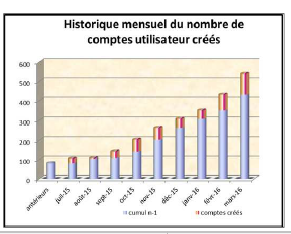 Historique mensuel du nombre de
comptes utilisateur créés
600
500
400
300
200
100
0
antérieurs
juil-15
août-15
sept-15
oct-15
nov-15
déc-15
janv-16
févr-16
mars-16
cumul n-1
comptes créés